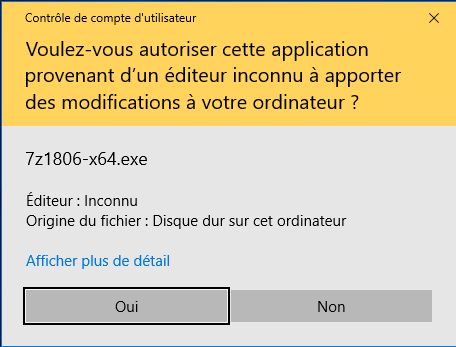 Contrôle de compte d'utilisateur
Voulez-vous autoriser cette application
provenant d’un éditeur inconnu à apporter
des modifications à votre ordinateur ?
7z1806-x64.exe
Éditeur : Inconnu
Origine du fichier : Disque dur sur cet ordinateur
Afficher plus de détail
Oui
Non